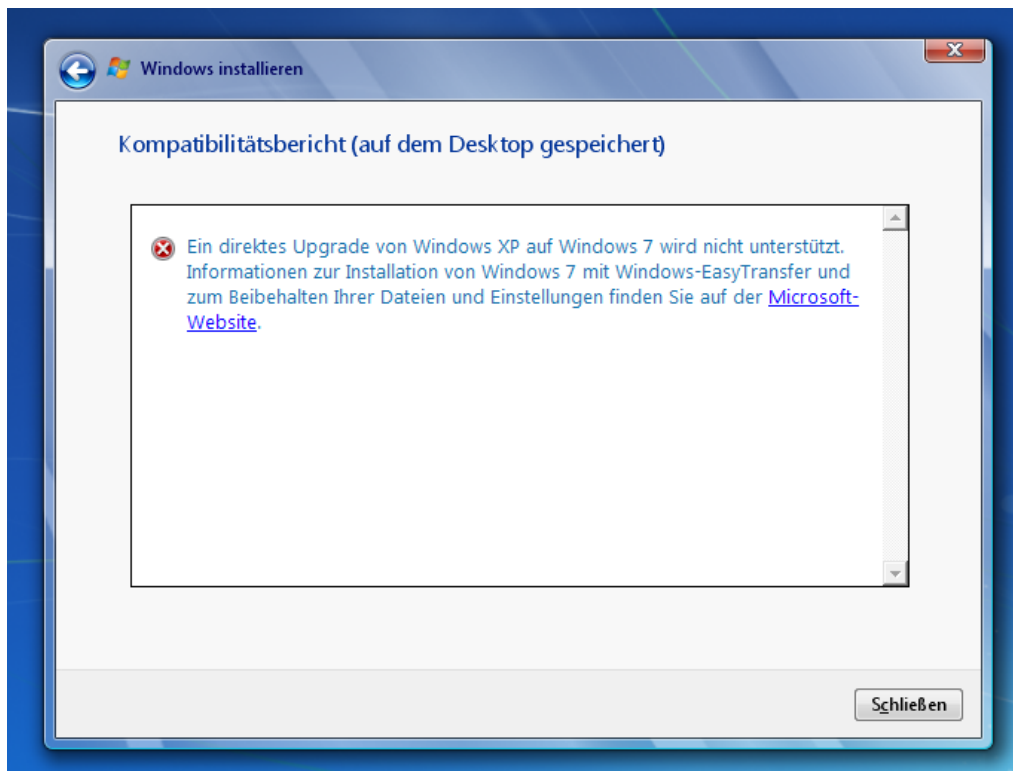 Windows installieren
Kompatibilitätsbericht (auf dem Desktop gespeichert)
Ein direktes Upgrade von Windows XP auf Windows 7 wird nicht unterstützt.
Informationen zur Installation von Windows 7 mit Windows-EasyTransfer und
zum Beibehalten Ihrer Dateien und Einstellungen finden Sie auf der Microsoft-
Website.
Schließen